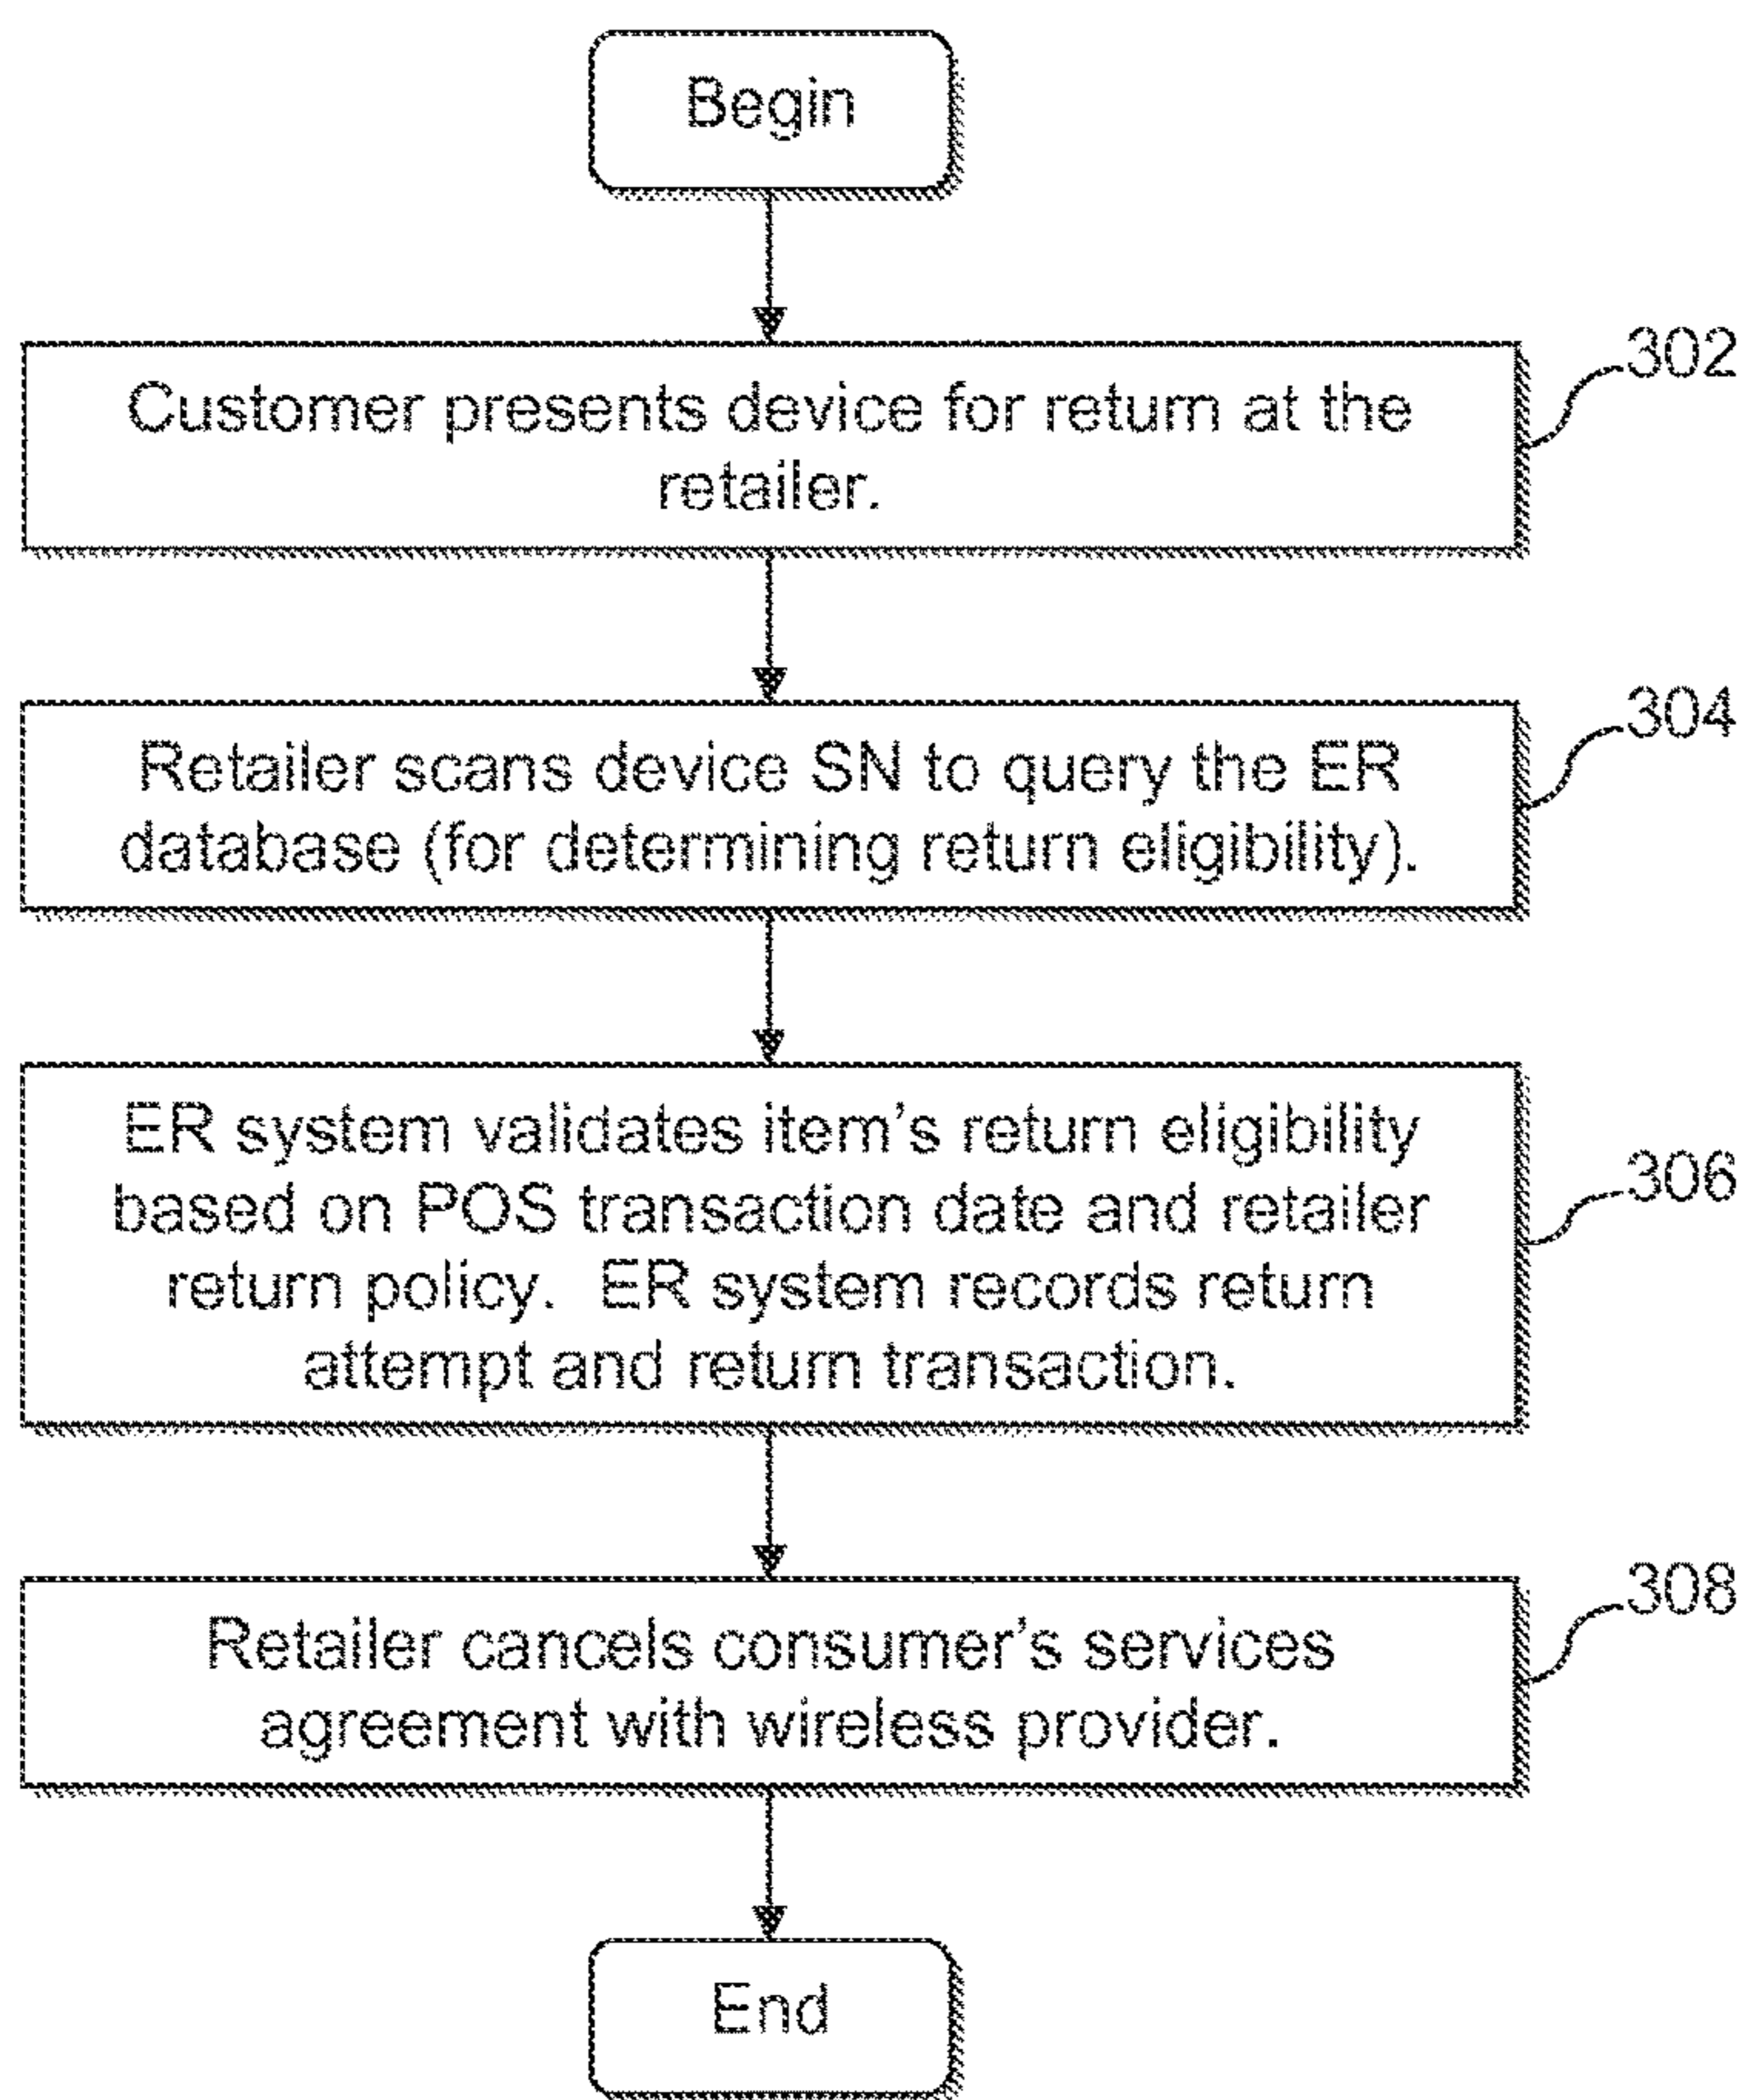 Begin
Customer presents device for return at the
retailer.
302
Retailer scans device SN to query the ER
database (for determining return eligibility).
304
ER system validates item's return eligibility
based on POS transaction date and retailer
return policy.  ER system records return
attempt and return transaction.
306
Retailer cancels consumer's services
agreement with wireless provider.
308
End